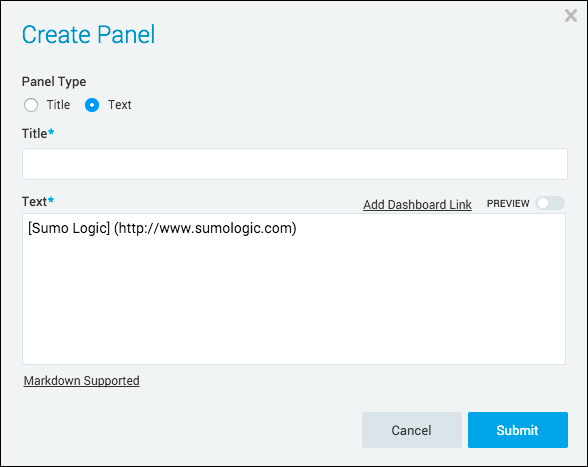 Create Panel
Panel Type
Title Text
Title*
Text* Add Dashboard Link PREVIEW
[Sumo Logic] (http://www.sumologic.com)
Markdown Supported
Cancel Submit